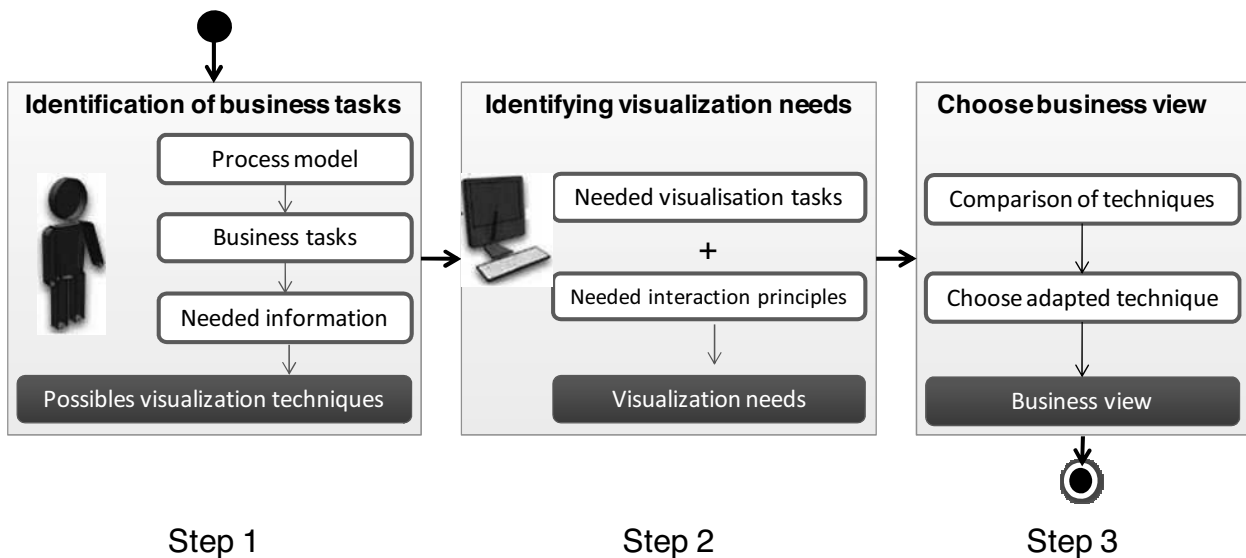 Identification of business tasks
Process model
Business tasks
Needed information
Possibles visualization techniques
Identifying visualization needs
Needed visualisation tasks
+
Needed interaction principles
Visualization needs
Choose business view
Comparison of techniques
Choose adapted technique
Business view
Step 1
Step 2
Step 3